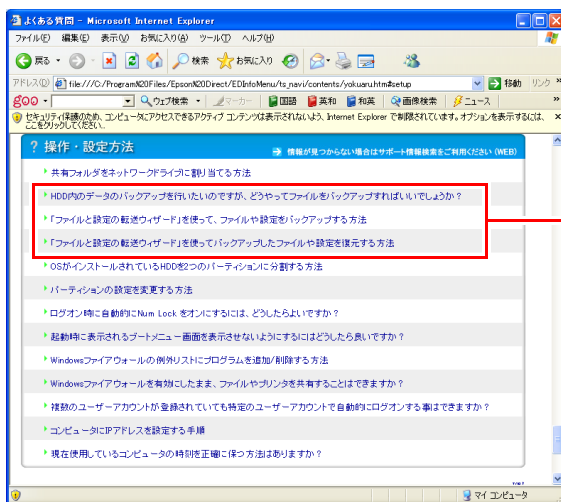 よくある質問 - Microsoft Internet Explorer
ファイル(F) 編集(E) 表示(V) お気に入り(A) ツール(T) ヘルプ(H)
戻る 検索 お気に入り
アドレス(D) file:///C:/Program%20Files/Epson%20Direct/EDInfoMenu/ts_navi/contents/yokuaru.htm#setup 移動 リンク »
goo ウェブ検索 マーカー 国語 英和 和英 画像検索 ニュース »
セキュリティ保護のため、コンピュータにアクセスできるアクティブ コンテンツは表示されないよう、Internet Explorer で制限されています。オプションを表示するには、
ここをクリックしてください...
? 操作・設定方法 情報が見つからない場合はサポート情報検索をご利用ください (WEB)
共有フォルダをネットワークドライブに割り当てる方法
HDD内のデータのバックアップを行いたいのですが、どうやってファイルをバックアップすればいいでしょうか？
「ファイルと設定の転送ウィザード」を使って、ファイルや設定をバックアップする方法
「ファイルと設定の転送ウィザード」を使ってバックアップしたファイルや設定を復元する方法
OSがインストールされているHDDを2つのパーティションに分割する方法
パーティションの設定を変更する方法
ログオン時に自動的にNum Lock をオンにするには、どうしたらよいですか？
起動時に表示されるブートメニュー画面を表示させないようにするにはどうしたら良いですか？
Windowsファイアウォールの例外リストにプログラムを追加/削除する方法
Windowsファイアウォールを有効にしたまま、ファイルやプリンタを共有することはできますか？
複数のユーザーアカウントが登録されていても特定のユーザーアカウントで自動的にログオンする事はできますか？
コンピュータにIPアドレスを設定する手順
現在使用しているコンピュータの時刻を正確に保つ方法はありますか？
マイ コンピュータ